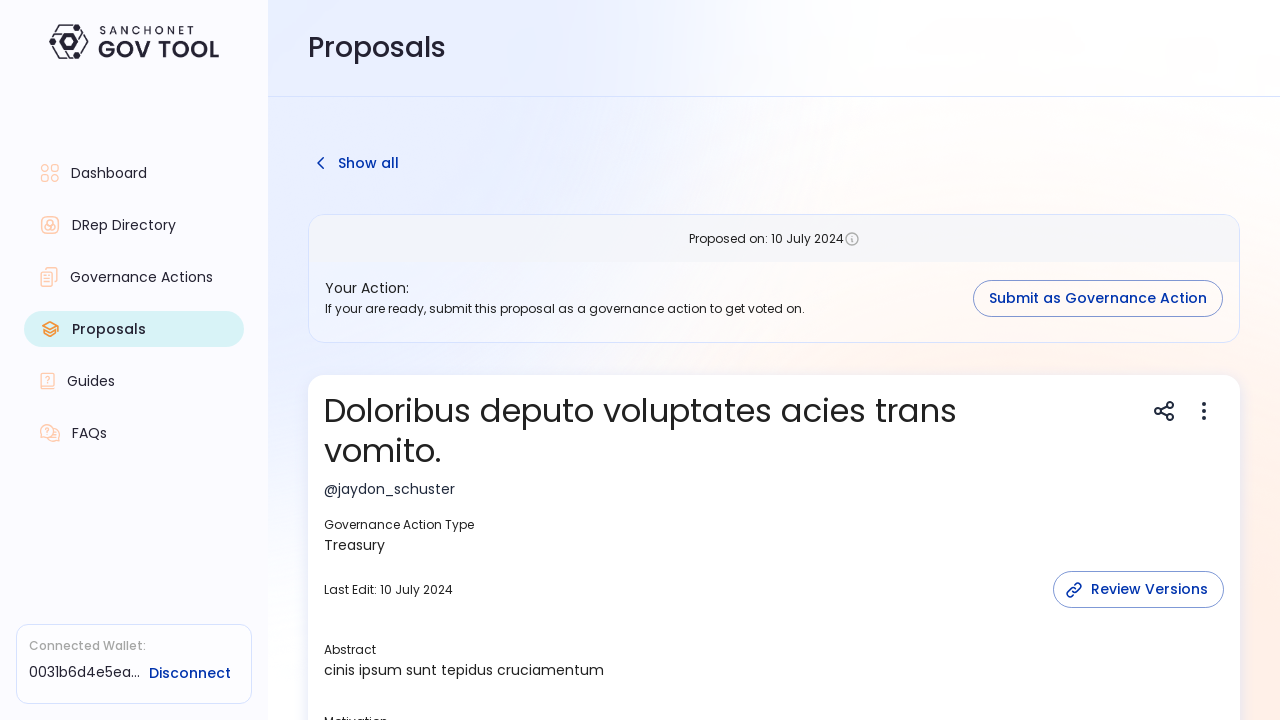 SANCHONET
GOV TOOL
Dashboard
DRep Directory
Governance Actions
Proposals
Guides
FAQs
Connected Wallet:
0031b6d4e5ea... Disconnect
Proposals
Show all
Proposed on: 10 July 2024
Your Action:
If your are ready, submit this proposal as a governance action to get voted on.
Submit as Governance Action
Doloribus deputo voluptates acies trans
vomito.
@jaydon_schuster
Governance Action Type
Treasury
Last Edit: 10 July 2024
Review Versions
Abstract
cinis ipsum sunt tepidus cruciamentum
Motivation